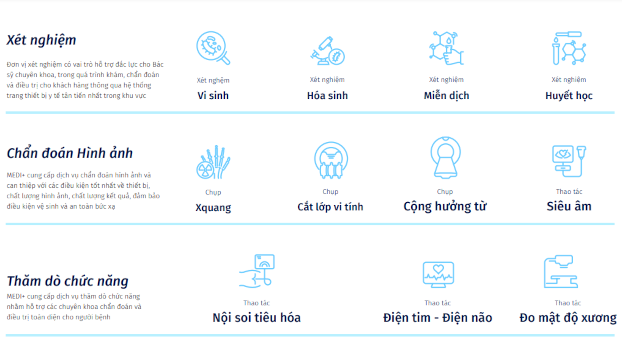 Xét nghiệm
Đơn vị xét nghiệm có vai trò hỗ trợ đặc lực cho Bác
sỹ chuyên khoa, trong quá trình khám, chẩn đoán
và điều trị cho khách hàng thông qua hệ thống
trang thiết bị y tế tân tiến nhất trong khu vực
Xét nghệm
Vi sinh
Xét nghiệm
Hóa sinh
Xét nghiệm
Miễn dịch
Xét nghiệm
Huyết học
Chẩn đoán Hình ảnh
MEDI+ cung cấp dịch vụ chẩn đoán hình ảnh và
can thiệp với các điều kiện tốt nhất về thiết bị,
chất lượng hình ảnh, chất lượng kết quả, đảm bảo
điều kiện vệ sinh và an toàn bức xạ
Chụp
Xquang
Chụp
Cắt lớp vi tính
Chụp
Cộng hưởng từ
Thao tác
Siêu âm
Thăm dò chức năng
MEDI+ cung cấp dịch vụ thăm dò chức năng
nhằm hỗ trợ các chuyên khoa chẩn đoán và
điều trị toàn diện cho người bệnh
Thao tác
Nội soi tiêu hóa
Thao tác
Điện tim - Điện não
Thao tác
Đo mật độ xương